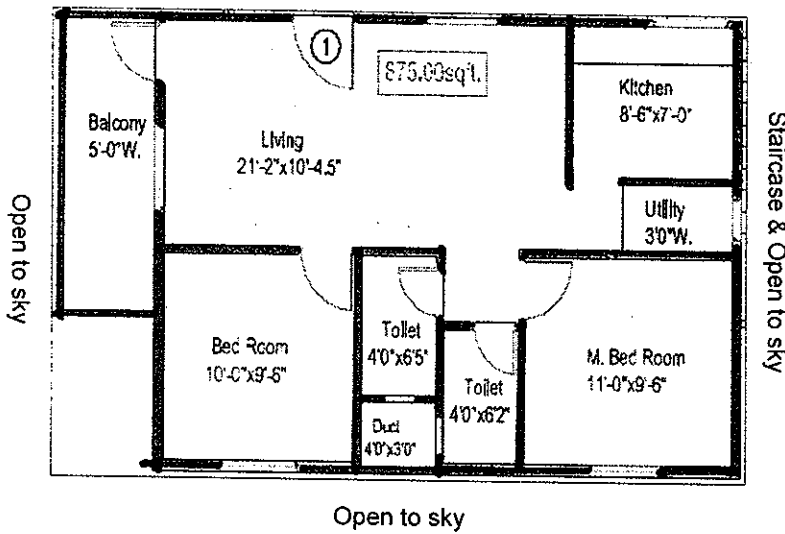 1
875.00sq't.
Kitchen
8'-6"x7'-0"
Balcony
5'-0"W.
Living
21'-2"x10'-4.5"
Utility
3'0"W.
Open to sky
Staircase & Open to sky
Bed Room
10'-0"x9'-6"
Toilet
4'0"x6'5"
Toilet
4'0"x6'2"
M. Bed Room
11'-0"x9'-6"
Duct
4'0"x3'0"
Open to sky